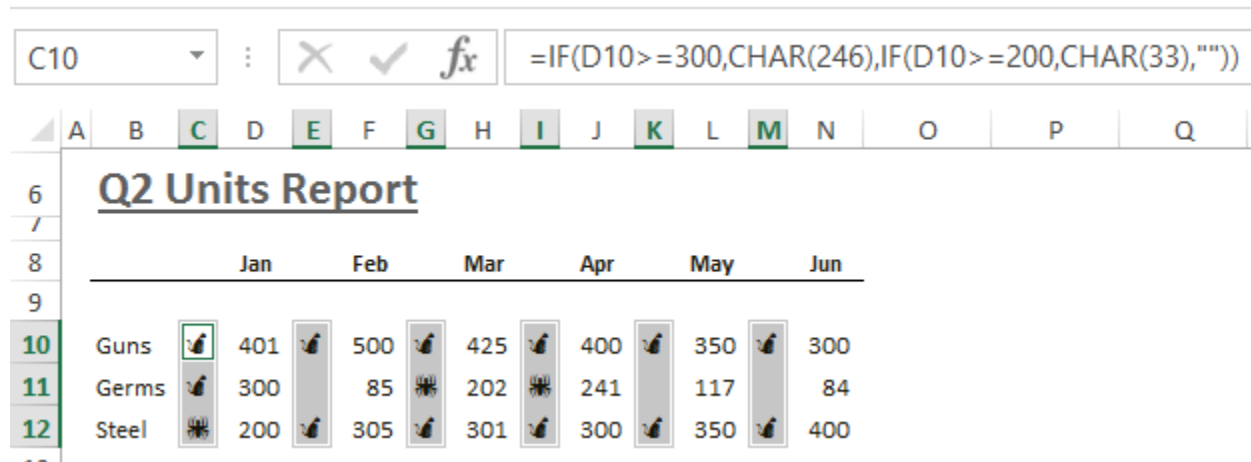 C10 fx =IF(D10>=300,CHAR(246),IF(D10>=200,CHAR(33),""))
A B C D E F G H I J K L M N O P Q
6 Q2 Units Report
7
8 Jan Feb Mar Apr May Jun
9
10 Guns 401 500 425 400 350 300
11 Germs 300 85 202 241 117 84
12 Steel 200 305 301 300 350 400